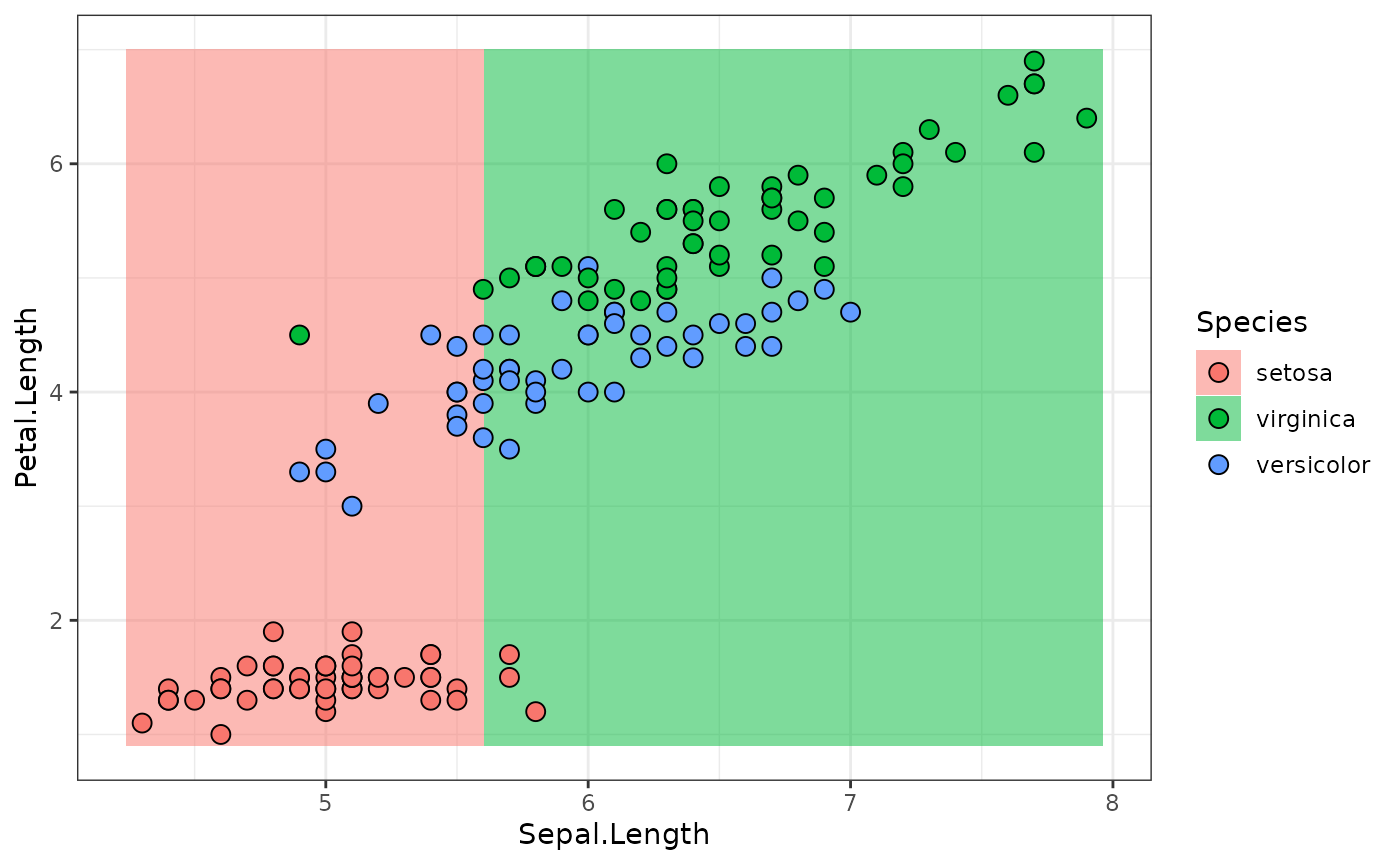 Petal.Length
6
4
2
5 6 7 8
Sepal.Length
Species
setosa
virginica
versicolor